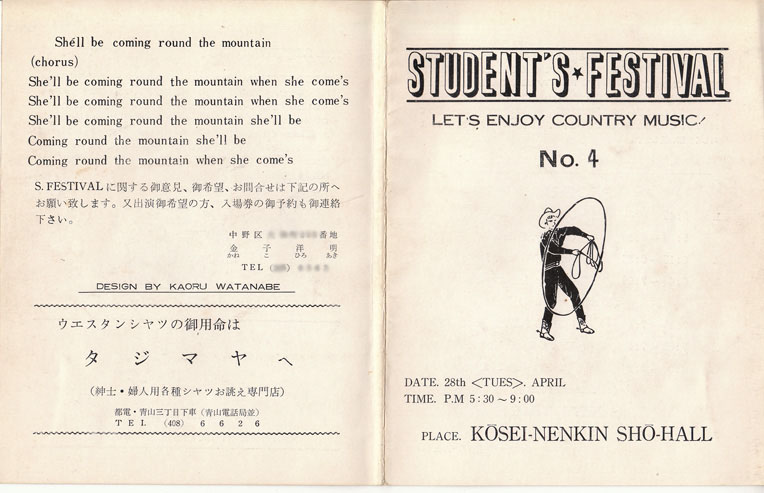 Shéll be coming round the mountain
(chorus)
She'll be coming round the mountain when she come's
She'll be coming round the mountain when she come's
She'll be coming round the mountain she'll be
Coming round the mountain she'll be
Coming round the mountain when she come's
S. FESTIVALに関する御意見、御希望、お問合せは下記の所へ
お願い致します。又出演御希望の方、入場券の御予約も御連絡
下さい。
中野区 番地
金子洋明
かね こ ひろ あき
TEL
DESIGN BY KAORU WATANABE
ウエスタンシャツの御用命は
タジマヤへ
(紳士・婦人用各種シャツお誂え専門店)
都電・青山三丁目下車(青山電話局並)
TEL (408) 6626
STUDENT'S★FESTIVAL
LET'S ENJOY COUNTRY MUSIC!
No. 4
DATE. 28th <TUES>. APRIL
TIME. P.M 5:30~9:00
PLACE. KŌSEI-NENKIN SHŌ-HALL